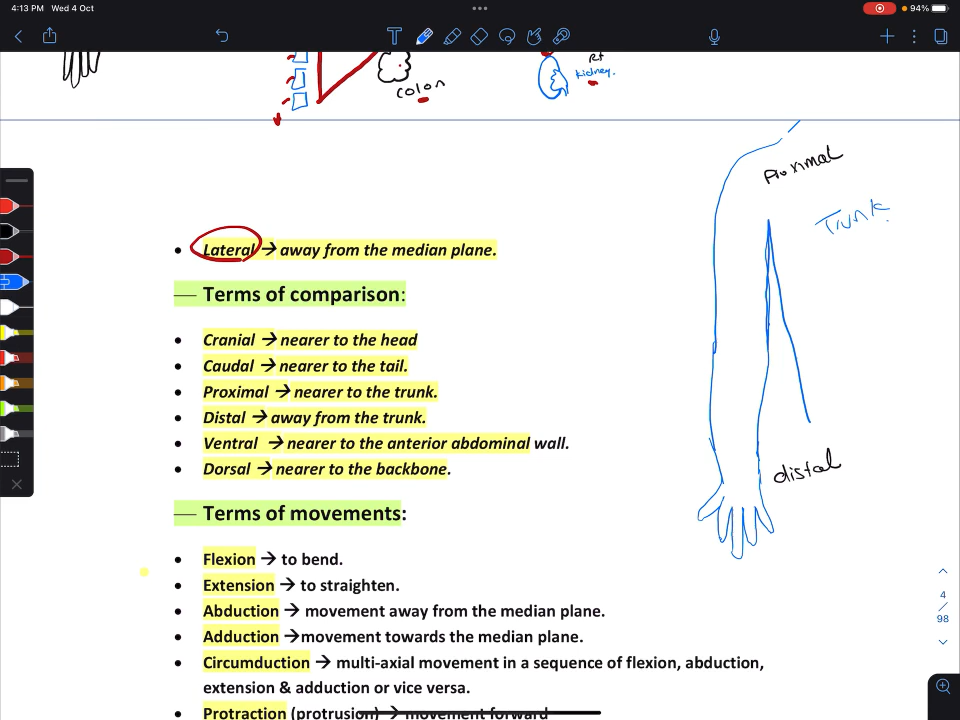 4:13 PM Wed 4 Oct
94%
Rt
kidney.
colon
Proximal
Trunk
• Lateral → away from the median plane.
— Terms of comparison:
• Cranial → nearer to the head
• Caudal → nearer to the tail.
• Proximal → nearer to the trunk.
• Distal → away from the trunk.
• Ventral → nearer to the anterior abdominal wall.
• Dorsal → nearer to the backbone.
distal
— Terms of movements:
• Flexion → to bend.
• Extension → to straighten.
• Abduction → movement away from the median plane.
• Adduction →movement towards the median plane.
• Circumduction → multi-axial movement in a sequence of flexion, abduction,
extension & adduction or vice versa.
• Protraction (protrusion) → movement forward
4
/
98